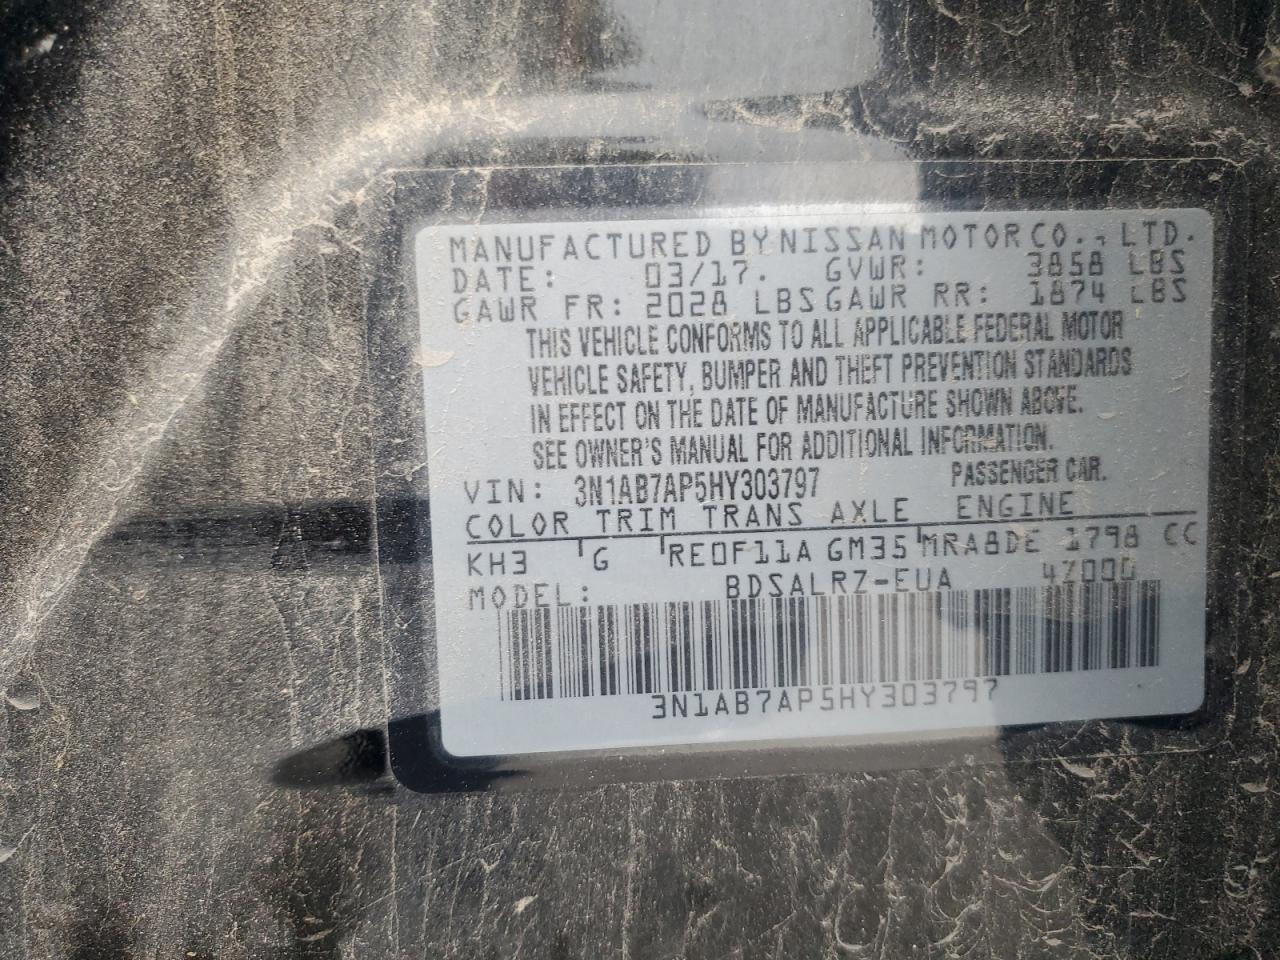 MANUFACTURED BY NISSAN MOTOR CO., LTD.
DATE: 03/17. GVWR: 3858 LBS
GAWR FR: 2028 LBS GAWR RR: 1874 LBS
THIS VEHICLE CONFORMS TO ALL APPLICABLE FEDERAL MOTOR
VEHICLE SAFETY, BUMPER AND THEFT PREVENTION STANDARDS
IN EFFECT ON THE DATE OF MANUFACTURE SHOWN ABOVE.
SEE OWNER'S MANUAL FOR ADDITIONAL INFORMATION.
VIN: 3N1AB7AP5HY303797 PASSENGER CAR.
COLOR TRIM TRANS AXLE ENGINE
KH3 G RE0F11A GM35 MRA8DE 1798 CC
MODEL: BDSALRZ-EUA 4Z000
3N1AB7AP5HY303797